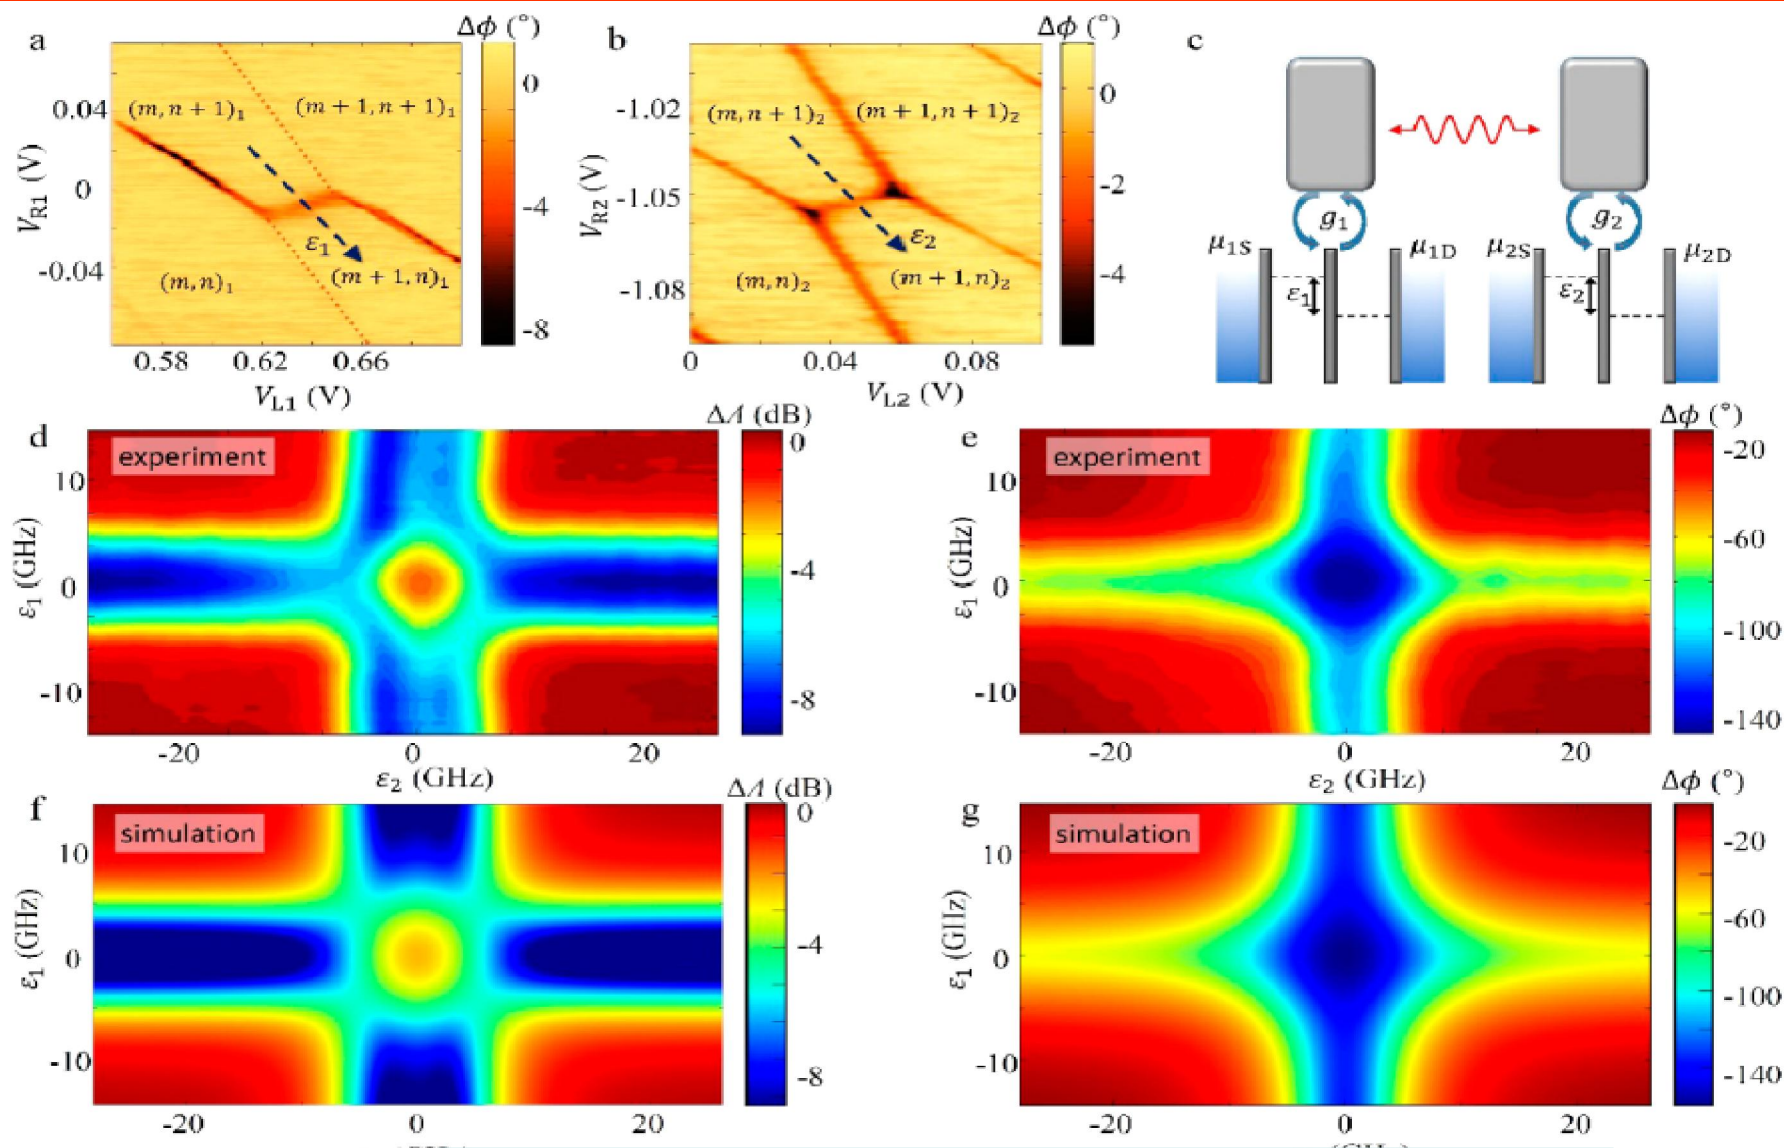 a
Δϕ (°)
b
Δϕ (°)
c
V_R1 (V)
0.04
0
-0.04
(m, n + 1)₁
(m + 1, n + 1)₁
ε₁
(m, n)₁
(m + 1, n)₁
0.58 0.62 0.66
V_L1 (V)
0
-4
-8
V_R2 (V)
-1.02
-1.05
-1.08
(m, n + 1)₂
(m + 1, n + 1)₂
ε₂
(m, n)₂
(m + 1, n)₂
0 0.04 0.08
V_L2 (V)
0
-2
-4
g₁ g₂
μ₁S μ₁D μ₂S μ₂D
ε₁ ε₂
d
experiment
ΔA (dB)
0
-4
-8
ε₁ (GHz)
10
0
-10
-20 0 20
ε₂ (GHz)
e
experiment
Δϕ (°)
-20
-60
-100
-140
ε₁ (GHz)
10
0
-10
-20 0 20
ε₂ (GHz)
f
simulation
ΔA (dB)
0
-4
-8
ε₁ (GHz)
10
0
-10
-20 0 20
g
simulation
Δϕ (°)
-20
-60
-100
-140
ε₁ (GHz)
10
0
-10
-20 0 20